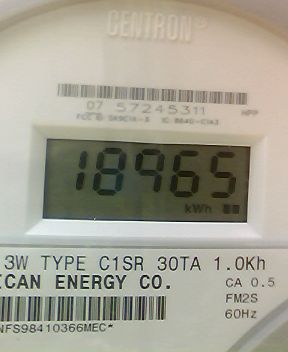 CENTRON®
07 57245311 HPP
18965
kWh
3W TYPE C1SR 30TA 1.0Kh
ICAN ENERGY CO.
CA 0.5
FM2S
60Hz
NFS98410366MEC*